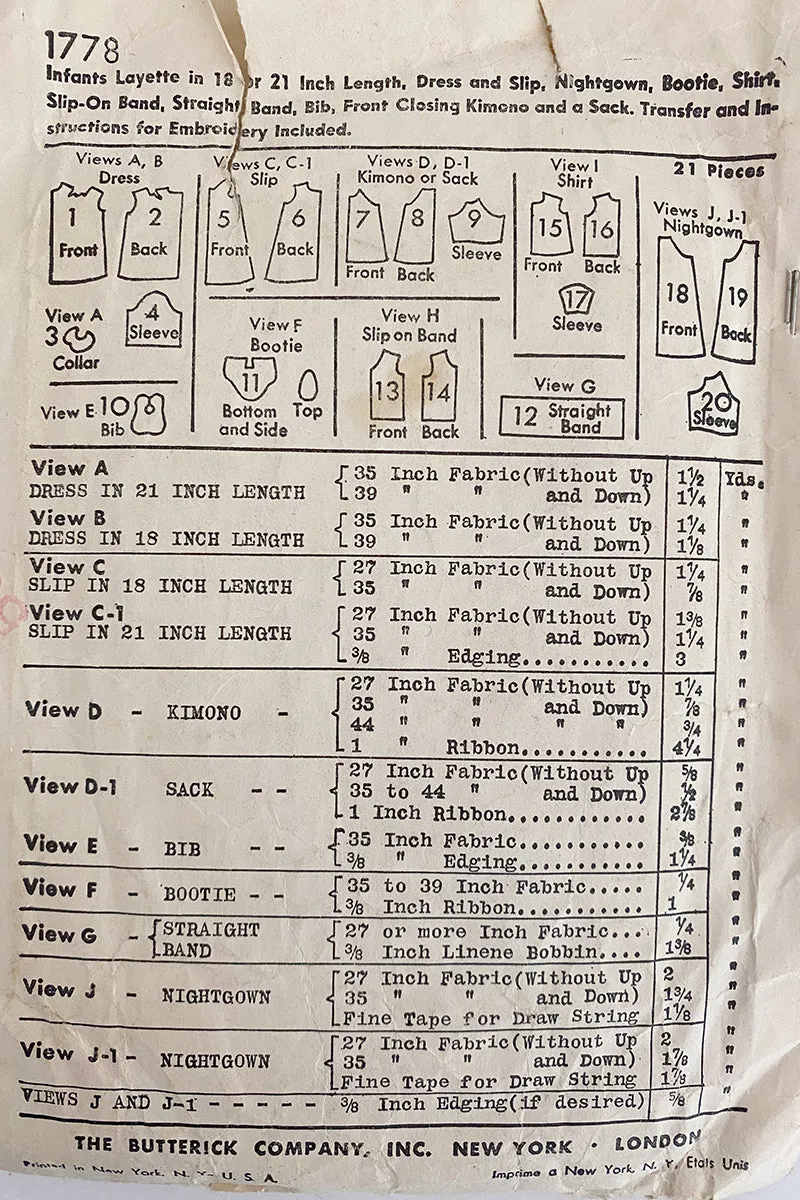 1778
Infants Layette in 18 or 21 Inch Length, Dress and Slip, Nightgown, Bootie, Shirt,
Slip-On Band, Straight Band, Bib, Front Closing Kimono and a Sack. Transfer and In-
structions for Embroidery Included.
Views A, B
Dress
1
Front
2
Back
View A
3
Collar
4
Sleeve
View E 10
Bib
Views C, C-1
Slip
5
Front
6
Back
View F
Bootie
11
Bottom
and Side
Top
Views D, D-1
Kimono or Sack
7
Front
8
Back
9
Sleeve
View H
Slip on Band
13
Front
14
Back
View I
Shirt
15
Front
16
Back
17
Sleeve
View G
12 Straight
Band
21 Pieces
Views J, J-1
Nightgown
18
Front
19
Back
20
Sleeve
View A 35 Inch Fabric(Without Up 1½ Yds.
DRESS IN 21 INCH LENGTH 39 " " and Down) 1¼ "
View B 35 Inch Fabric(Without Up 1¼ "
DRESS IN 18 INCH LENGTH 39 " " and Down) 1⅛ "
View C 27 Inch Fabric(Without Up 1¼ "
SLIP IN 18 INCH LENGTH 35 " " and Down) ⅞ "
View C-1 27 Inch Fabric(Without Up 1⅜ "
SLIP IN 21 INCH LENGTH 35 " " and Down) 1¼ "
⅜ " Edging........... 3 "
27 Inch Fabric(Without Up 1¼ "
View D - KIMONO - 35 " " and Down) ⅞ "
44 " " " " ¾ "
1 " Ribbon........... 4¼ "
27 Inch Fabric(Without Up ⅝ "
View D-1 SACK - - 35 to 44 " and Down) ½ "
1 Inch Ribbon............ 2⅞ "
View E - BIB - - 35 Inch Fabric............ ⅜ "
⅜ " Edging........... 1¼ "
View F - BOOTIE - - 35 to 39 Inch Fabric..... ¼ "
⅜ Inch Ribbon.......... 1 "
View G - STRAIGHT 27 or more Inch Fabric... ¼ "
BAND ⅜ Inch Linene Bobbin.... 1⅜ "
27 Inch Fabric(Without Up 2 "
View J - NIGHTGOWN 35 " " and Down) 1¾ "
Fine Tape for Draw String 1⅛ "
27 Inch Fabric(Without Up 2 "
View J-1 - NIGHTGOWN 35 " " and Down) 1⅞ "
Fine Tape for Draw String 1⅞ "
VIEWS J AND J-1 - - - - - ⅜ Inch Edging(if desired) ⅝ "
THE BUTTERICK COMPANY, INC. NEW YORK · LONDON
Printed in New York, N. Y. U. S. A. Imprime a New York, N. Y, Etats Unis